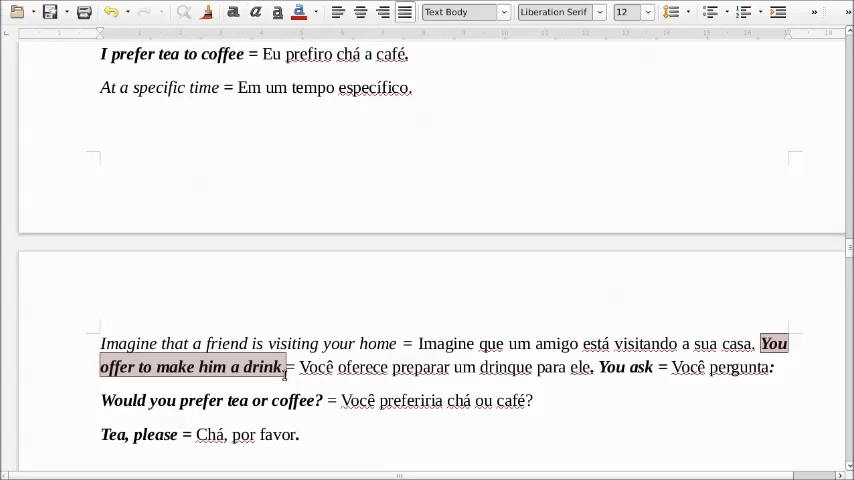 Text Body Liberation Serif 12
I prefer tea to coffee = Eu prefiro chá a café.
At a specific time = Em um tempo específico.
Imagine that a friend is visiting your home = Imagine que um amigo está visitando a sua casa. You
offer to make him a drink.= Você oferece preparar um drinque para ele. You ask = Você pergunta:
Would you prefer tea or coffee? = Você preferiria chá ou café?
Tea, please = Chá, por favor.